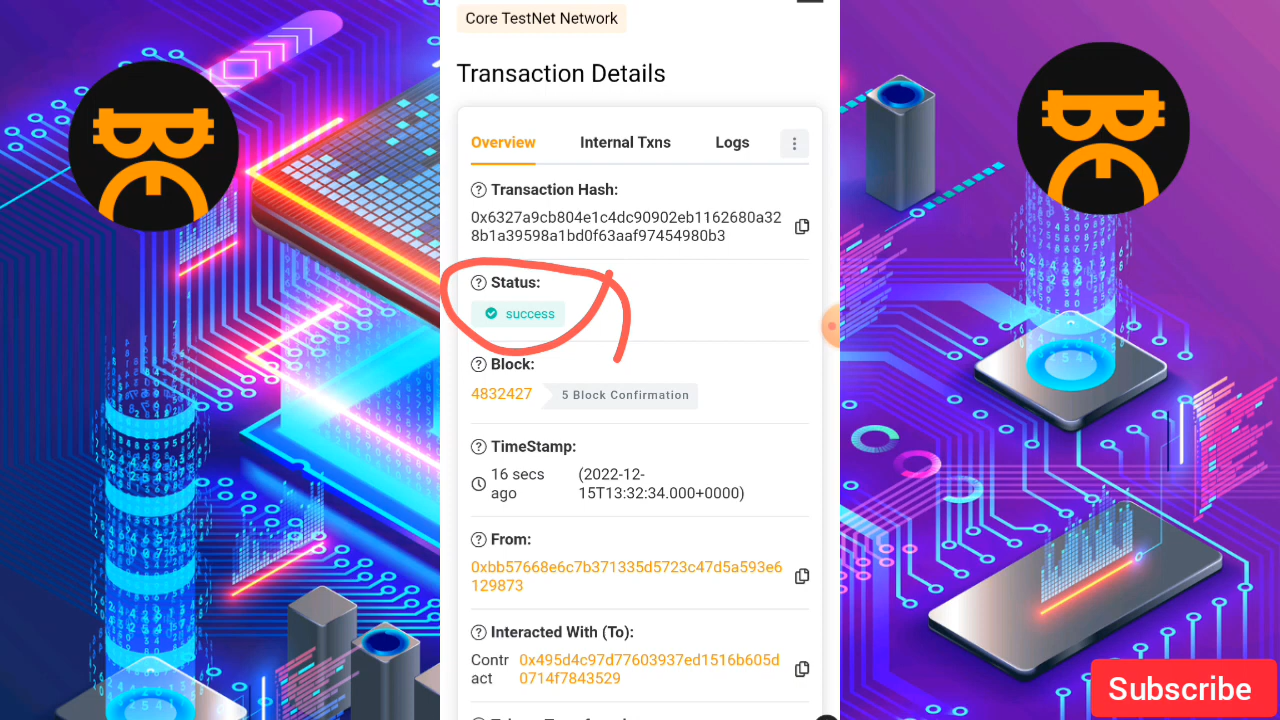 Core TestNet Network
Transaction Details
Overview
Internal Txns
Logs
Transaction Hash:
0x6327a9cb804e1c4dc90902eb1162680a32
8b1a39598a1bd0f63aaf97454980b3
Status:
success
Block:
4832427
5 Block Confirmation
TimeStamp:
16 secs
ago
(2022-12-
15T13:32:34.000+0000)
From:
0xbb57668e6c7b371335d5723c47d5a593e6
129873
Interacted With (To):
Contr
act
0x495d4c97d77603937ed1516b605d
0714f7843529
Subscribe